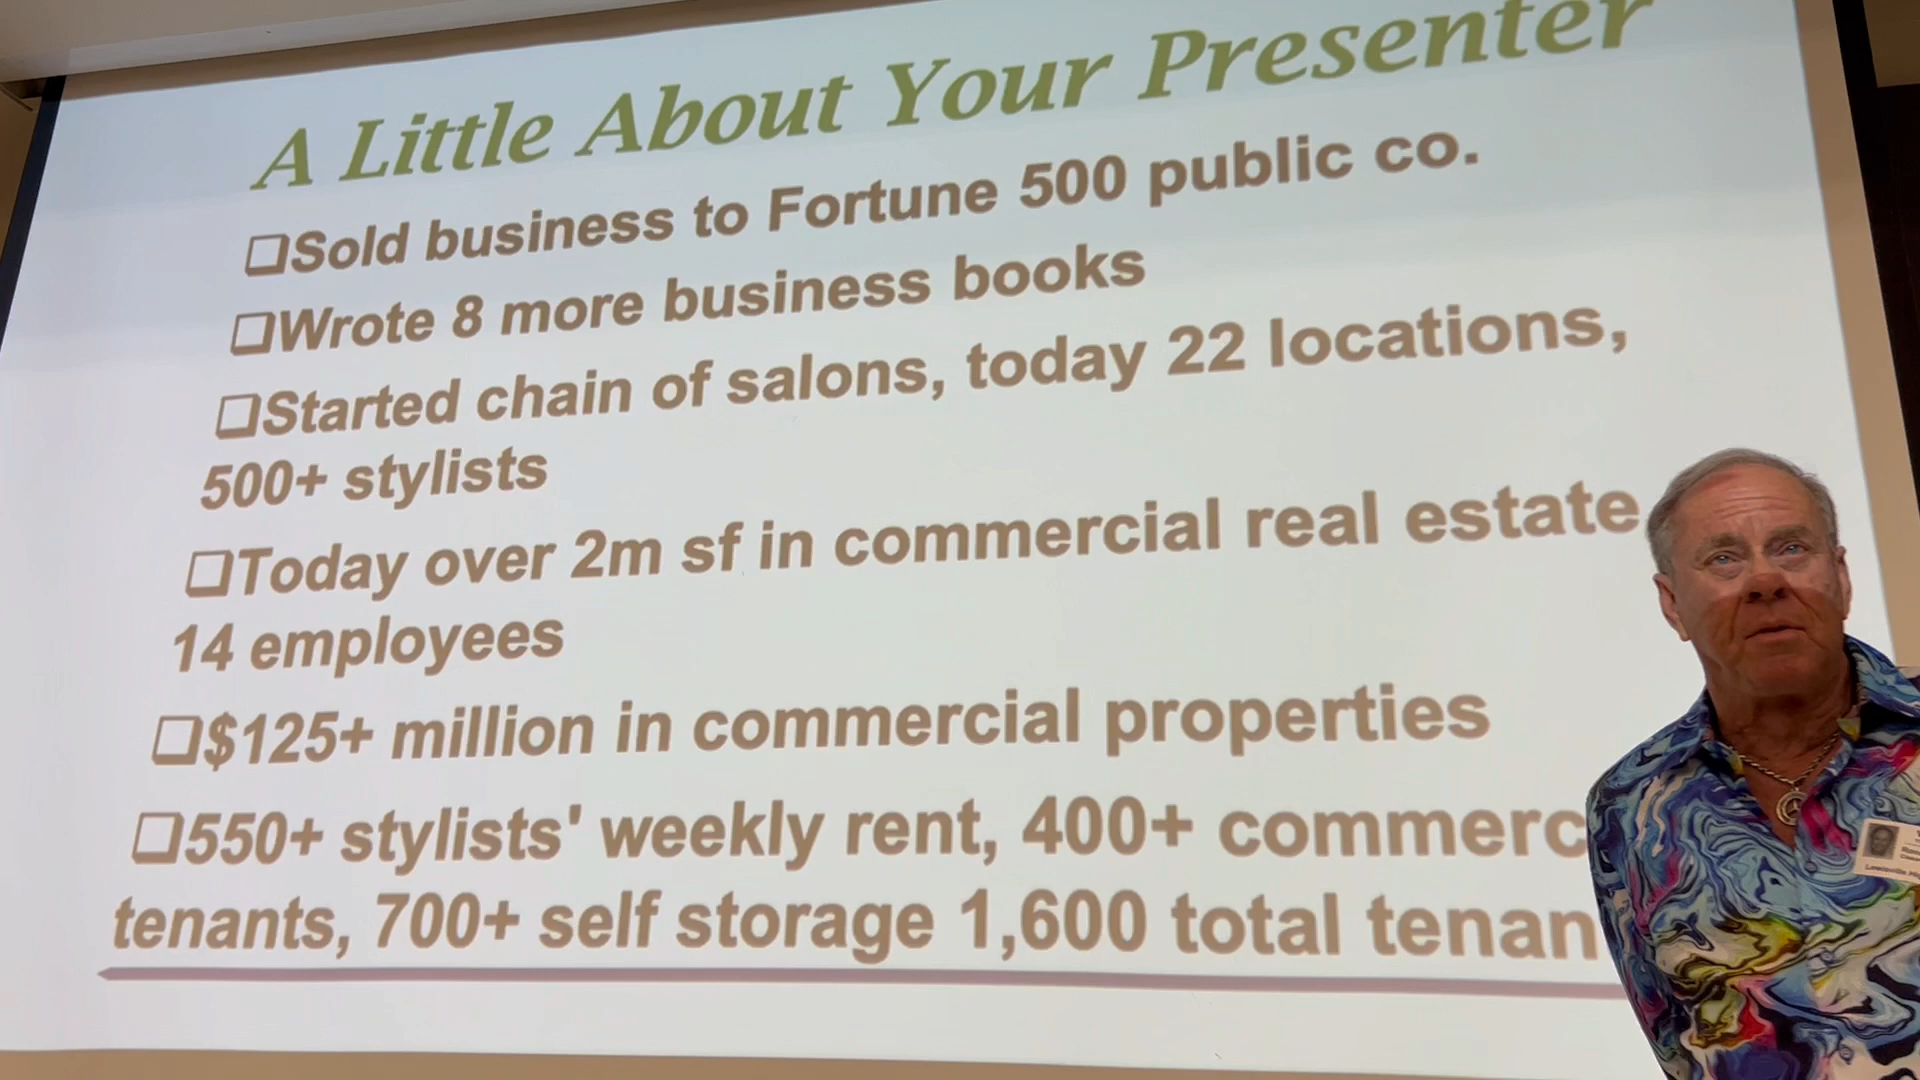 A Little About Your Presenter
❑Sold business to Fortune 500 public co.
❑Wrote 8 more business books
❑Started chain of salons, today 22 locations,
500+ stylists
❑Today over 2m sf in commercial real estate
14 employees
❑$125+ million in commercial properties
❑550+ stylists' weekly rent, 400+ commerc
tenants, 700+ self storage 1,600 total tenan